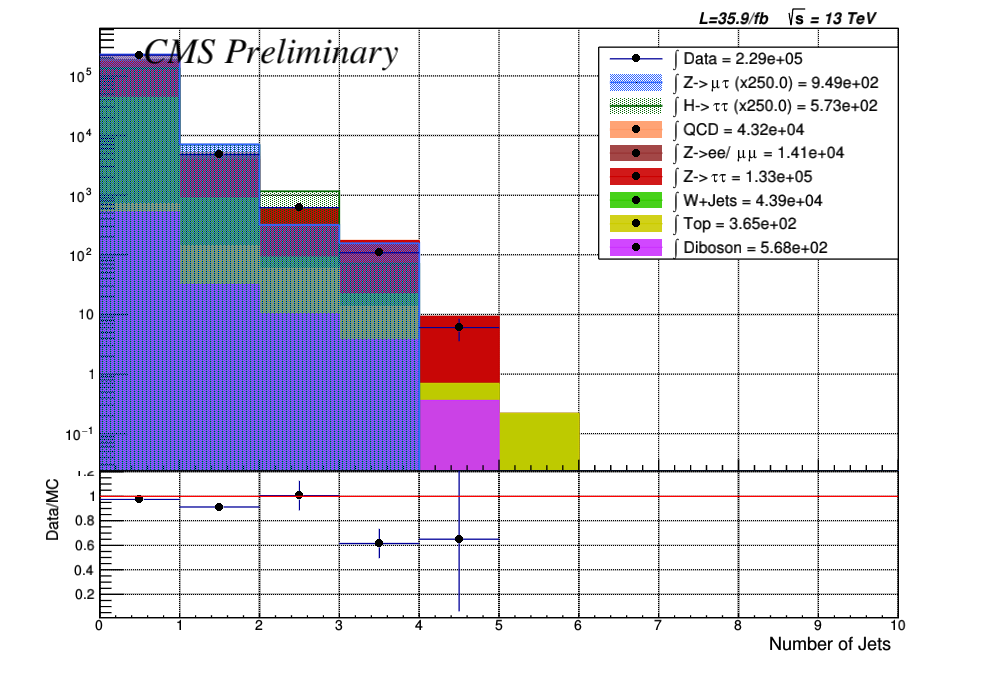 L=35.9/fb √s = 13 TeV
CMS Preliminary
∫ Data = 2.29e+05
∫ Z->μτ (x250.0) = 9.49e+02
∫ H->ττ (x250.0) = 5.73e+02
∫ QCD = 4.32e+04
∫ Z->ee/ μμ = 1.41e+04
∫ Z->ττ = 1.33e+05
∫ W+Jets = 4.39e+04
∫ Top = 3.65e+02
∫ Diboson = 5.68e+02
10⁵
10⁴
10³
10²
10
1
10⁻¹
1.2
1
0.8
0.6
0.4
0.2
Data/MC
0 1 2 3 4 5 6 7 8 9 10
Number of Jets